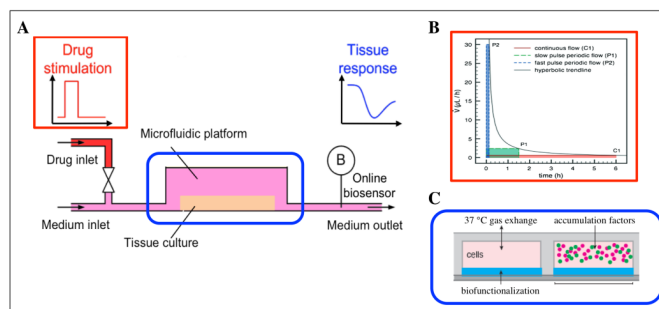 A
Drug
stimulation
Tissue
response
Microfluidic platform
Drug inlet
B
Online
biosensor
Medium inlet
Medium outlet
Tissue culture
B
continuous flow (C1)
slow pulse periodic flow (P1)
fast pulse periodic flow (P2)
hyperbolic trendline
P2
P1
C1
V̇(μL/h)
30
25
20
15
10
5
0
0 1 2 3 4 5 6
time (h)
C
37 °C gas exhange
accumulation factors
cells
biofunctionalization